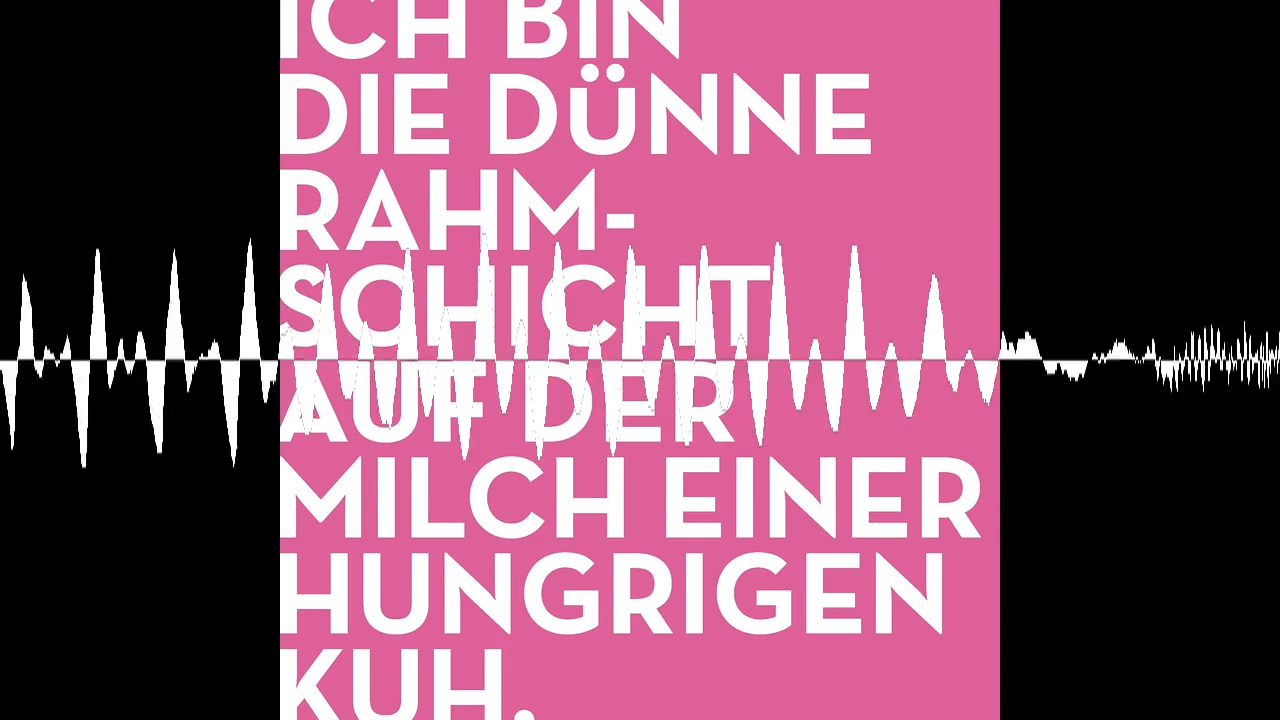 ICH BIN
DIE DÜNNE
RAHM-
SCHICHT
AUF DER
MILCH EINER
HUNGRIGEN
KUH.